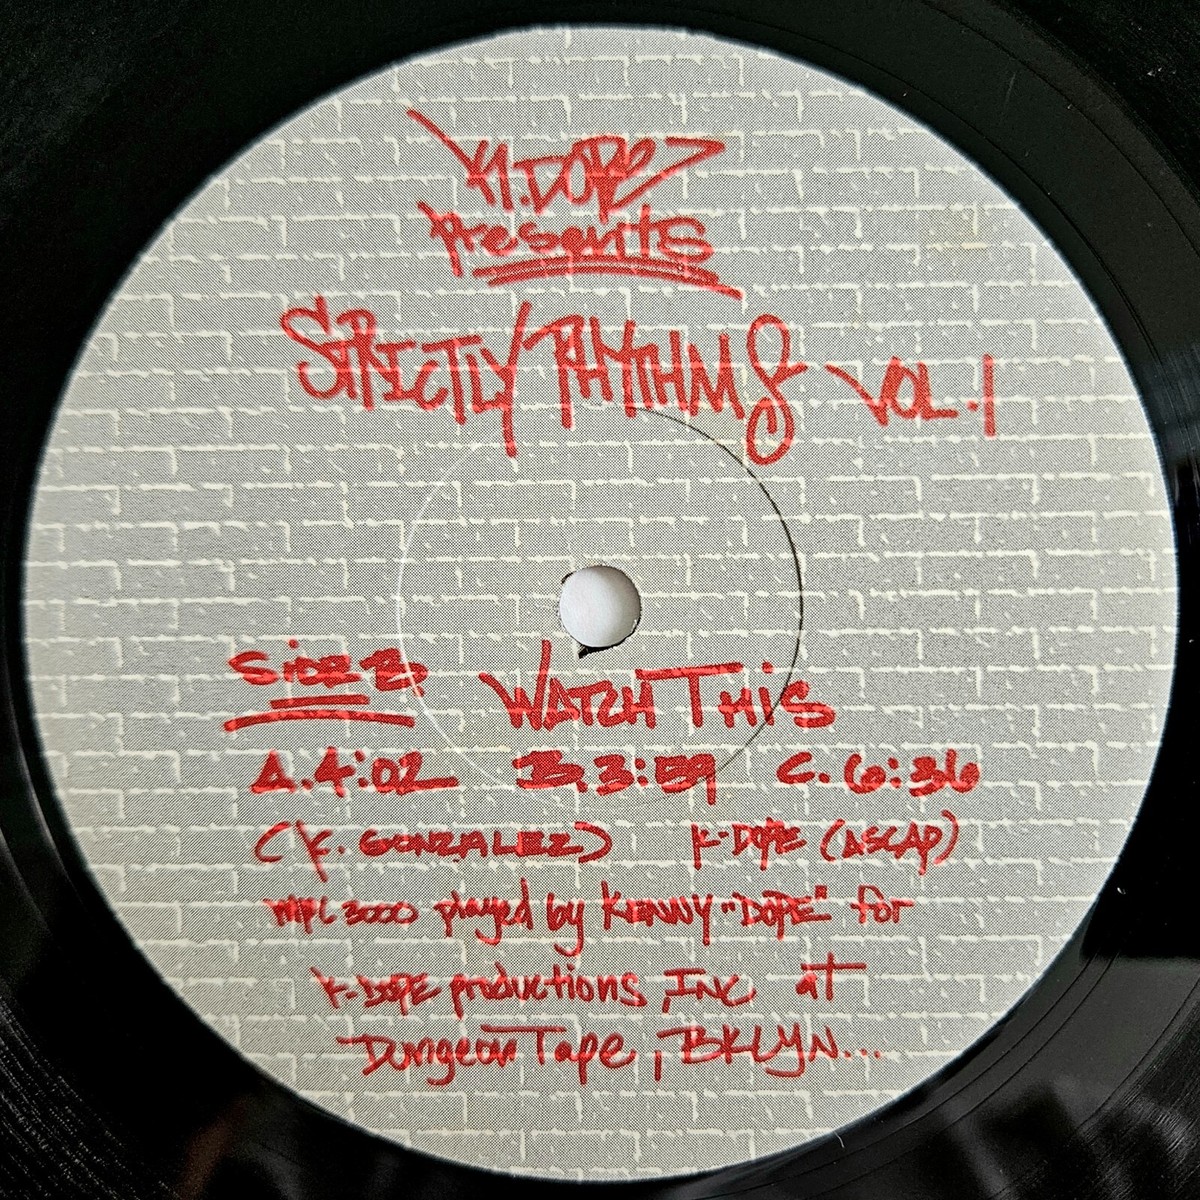 K.DOPE
Presents
STRICTLY RHYTHMS VOL.1
SIDE B. WATCH THIS
A.4:02 B.3:59 C.6:36
(K. GONZALEZ) K-DOPE (ASCAP)
MPC 3000 played by KENNY "DOPE" for
K-DOPE productions, INC at
Dungeon Tape, BKLYN...